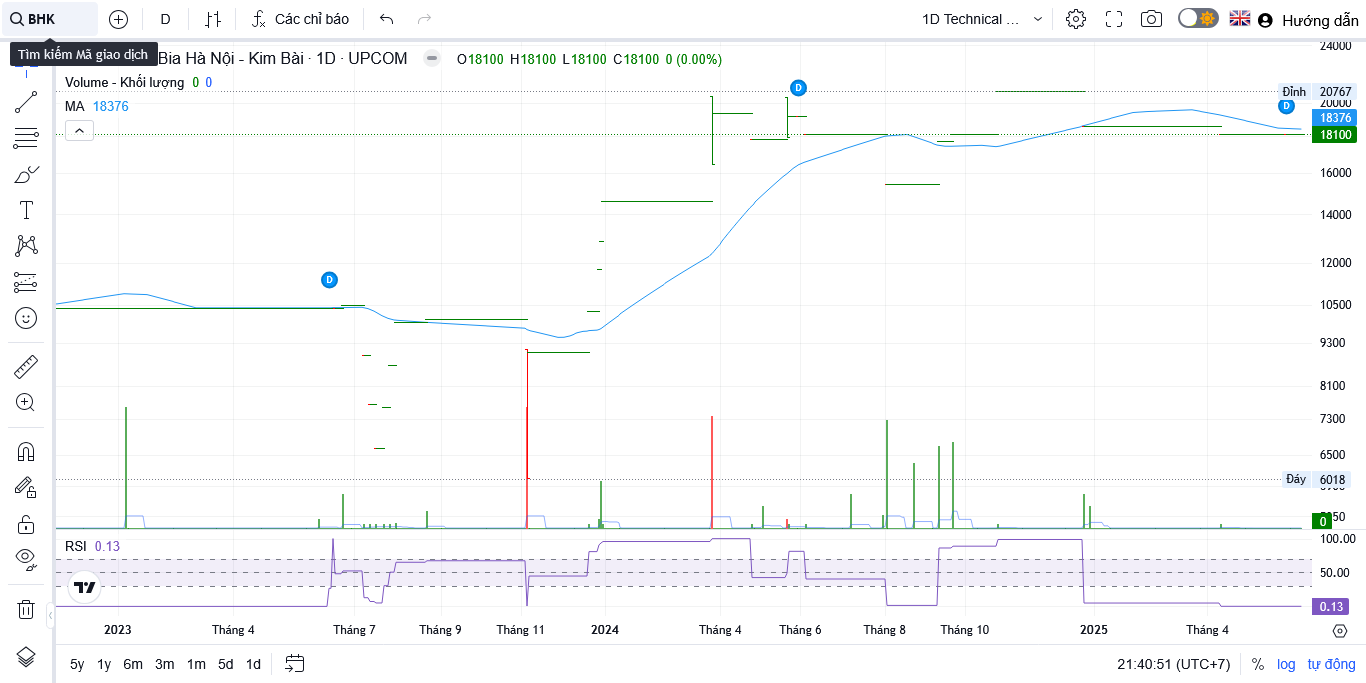 BHK
D
Các chỉ báo
1D Technical ...
Hướng dẫn
Tìm kiếm Mã giao dịch
Bia Hà Nội - Kim Bài · 1D · UPCOM
O18100 H18100 L18100 C18100 0 (0.00%)
Volume - Khối lượng 0 0
MA 18376
24000
Đỉnh 20767
20000
18376
18100
16000
14000
12000
10500
9300
8100
7300
6500
Đáy 6018
0
D
D
D
RSI 0.13
100.00
50.00
0.13
2023
Tháng 4
Tháng 7
Tháng 9
Tháng 11
2024
Tháng 4
Tháng 6
Tháng 8
Tháng 10
2025
Tháng 4
5y 1y 6m 3m 1m 5d 1d
21:40:51 (UTC+7)
% log tự động